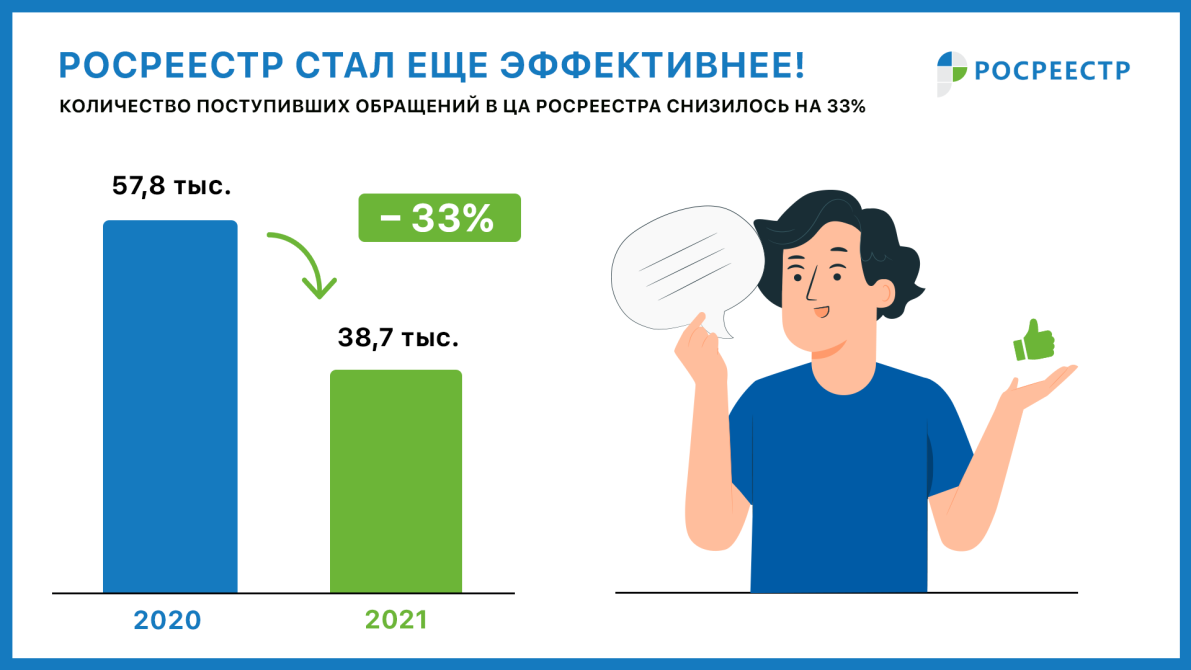 РОСРЕЕСТР СТАЛ ЕЩЕ ЭФФЕКТИВНЕЕ!
РОСРЕЕСТР
КОЛИЧЕСТВО ПОСТУПИВШИХ ОБРАЩЕНИЙ В ЦА РОСРЕЕСТРА СНИЗИЛОСЬ НА 33%
57,8 тыс.
– 33%
38,7 тыс.
2020
2021